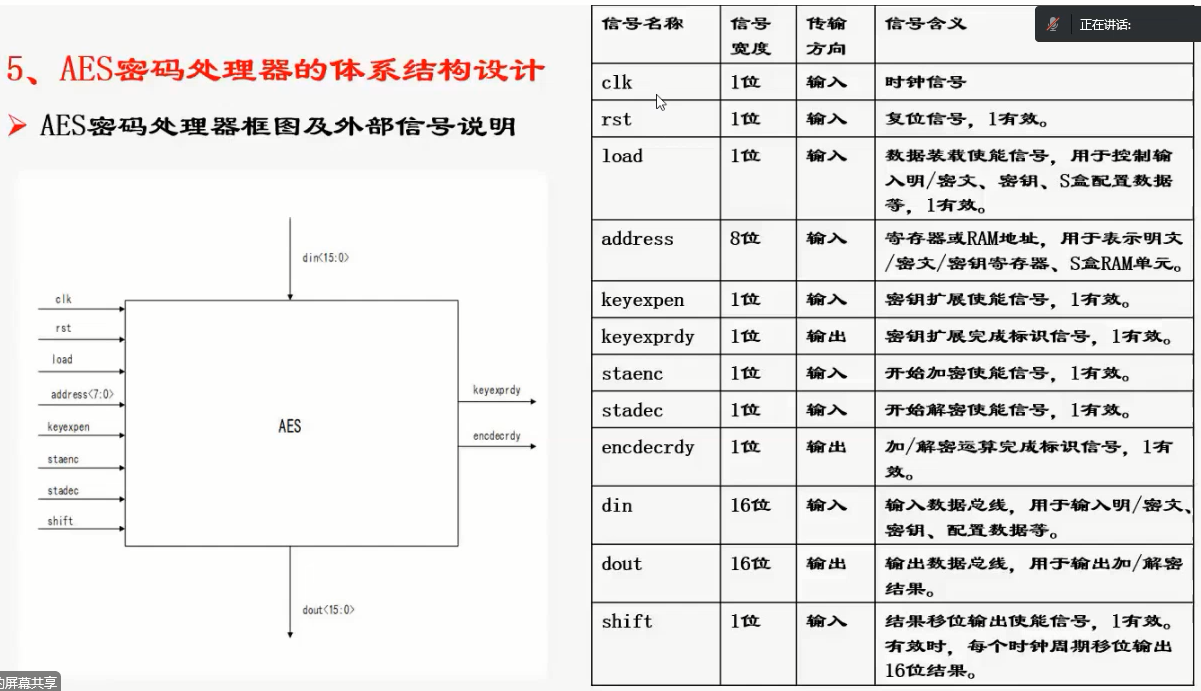 5、AES密码处理器的体系结构设计
AES密码处理器框图及外部信号说明
din<15:0>
clk
rst
load
address<7:0>
keyexpen
staenc
stadec
shift
AES
keyexprdy
encdecrdy
dout<15:0>
的屏幕共享
正在讲话:
信号名称 信号宽度 传输方向 信号含义
clk 1位 输入 时钟信号
rst 1位 输入 复位信号，1有效。
load 1位 输入 数据装载使能信号，用于控制输
入明/密文、密钥、S盒配置数据
等，1有效。
address 8位 输入 寄存器或RAM地址，用于表示明文
/密文/密钥寄存器、S盒RAM单元。
keyexpen 1位 输入 密钥扩展使能信号，1有效。
keyexprdy 1位 输出 密钥扩展完成标识信号，1有效。
staenc 1位 输入 开始加密使能信号，1有效。
stadec 1位 输入 开始解密使能信号，1有效。
encdecrdy 1位 输出 加/解密运算完成标识信号，1有
效。
din 16位 输入 输入数据总线，用于输入明/密文、
密钥、配置数据等。
dout 16位 输出 输出数据总线，用于输出加/解密
结果。
shift 1位 输入 结果移位输出使能信号，1有效。
有效时，每个时钟周期移位输出
16位结果。